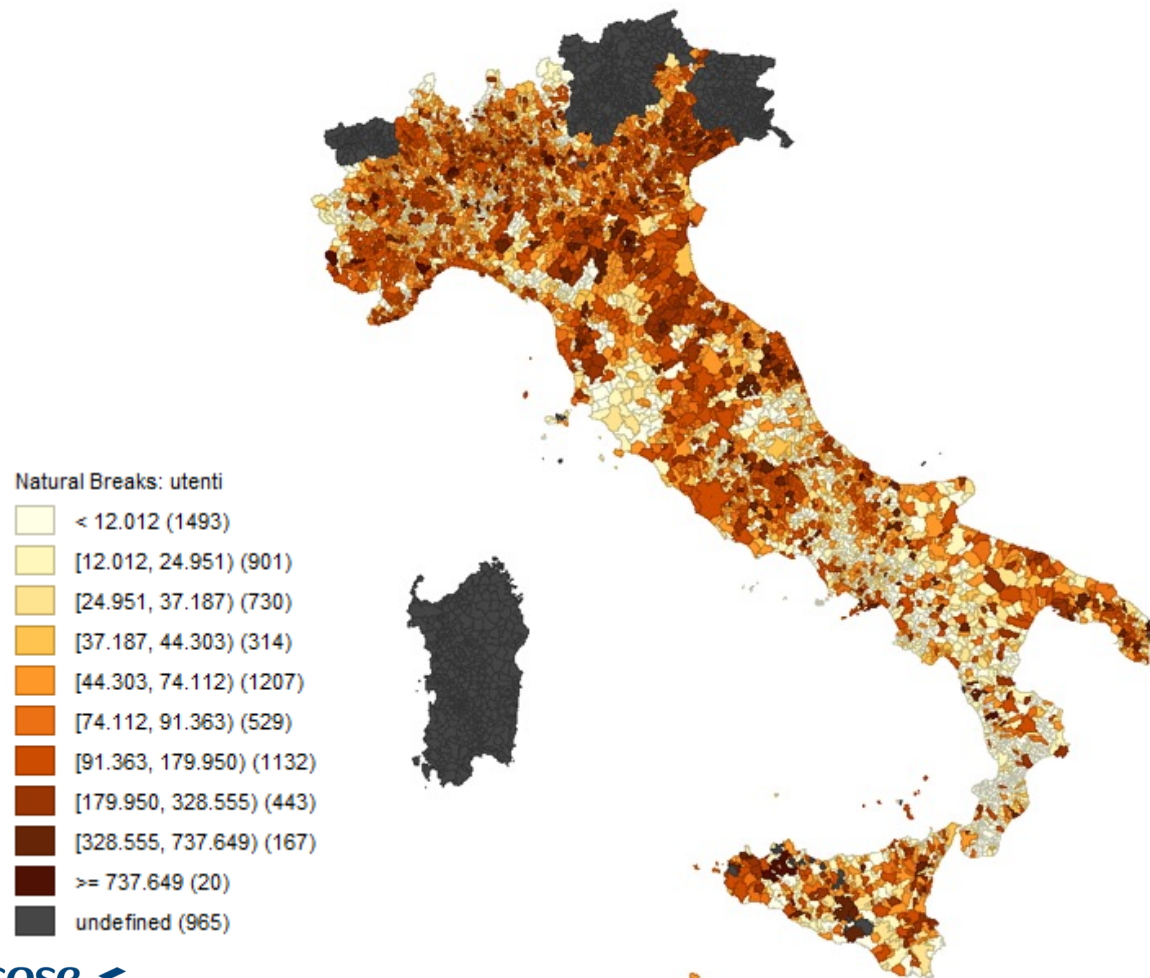 Natural Breaks: utenti
< 12.012 (1493)
[12.012, 24.951) (901)
[24.951, 37.187) (730)
[37.187, 44.303) (314)
[44.303, 74.112) (1207)
[74.112, 91.363) (529)
[91.363, 179.950) (1132)
[179.950, 328.555) (443)
[328.555, 737.649) (167)
>= 737.649 (20)
undefined (965)